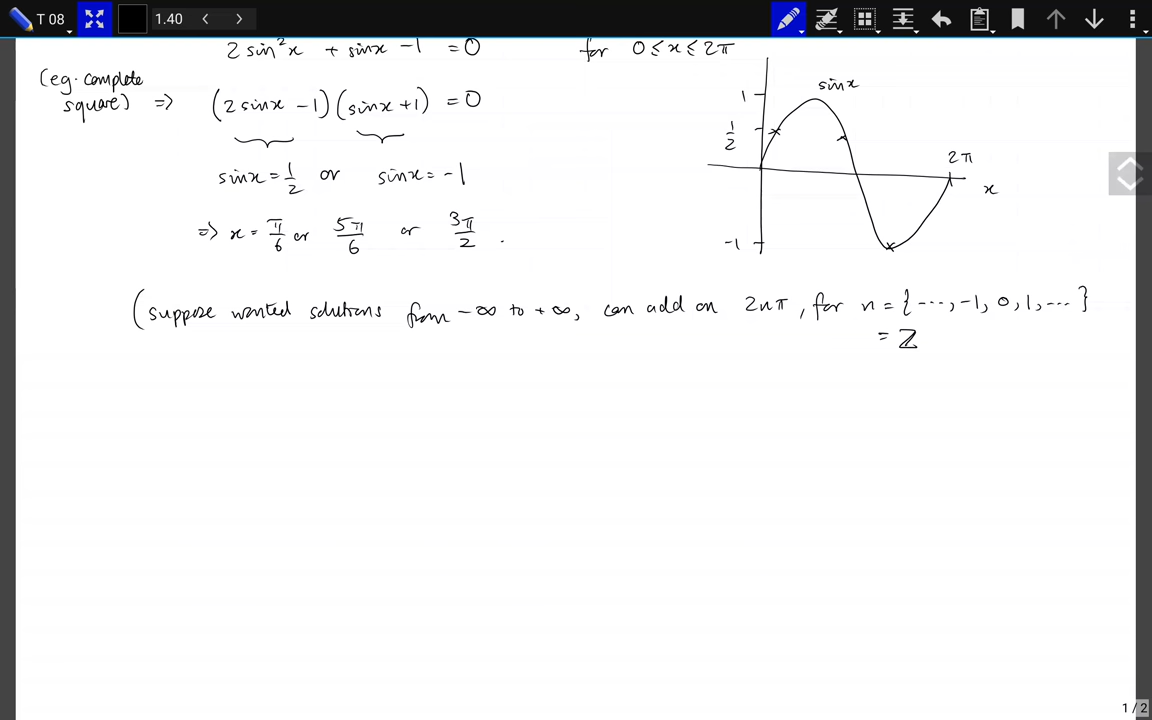 T 08 1.40
2 sin²x + sinx - 1 = 0 for 0 ≤ x ≤ 2π
(eg. complete square) => (2 sinx - 1)(sinx + 1) = 0
sinx = 1/2 or sinx = -1
=> x = π/6 or 5π/6 or 3π/2 .
sinx
1
1/2
2π
x
-1
(suppose wanted solutions from -∞ to +∞, can add on 2nπ, for n = {..., -1, 0, 1, ... }
= ℤ
1 / 2